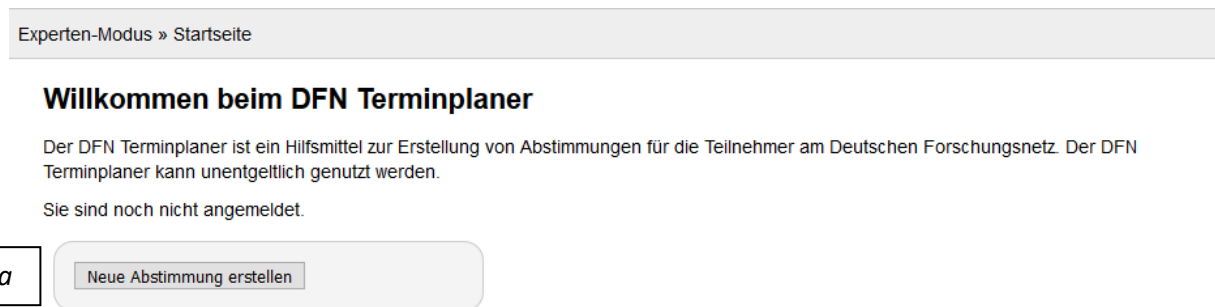 Experten-Modus » Startseite
Willkommen beim DFN Terminplaner
Der DFN Terminplaner ist ein Hilfsmittel zur Erstellung von Abstimmungen für die Teilnehmer am Deutschen Forschungsnetz. Der DFN
Terminplaner kann unentgeltlich genutzt werden.
Sie sind noch nicht angemeldet.
a
Neue Abstimmung erstellen